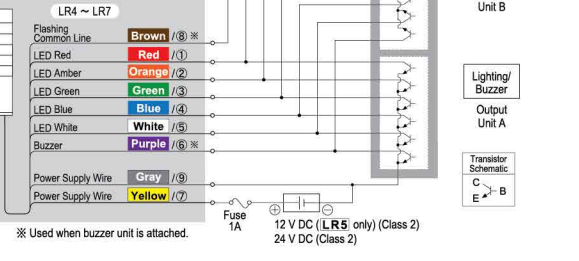 LR4 ~ LR7
Unit B
Flashing
Common Line
Brown /⑧ ※
LED Red
Red /①
LED Amber
Orange /②
LED Green
Green /③
LED Blue
Blue /④
LED White
White /⑤
Buzzer
Purple /⑥ ※
Power Supply Wire
Gray /⑨
Power Supply Wire
Yellow /⑦
Lighting/
Buzzer
Output
Unit A
Transistor
Schematic
C
B
E
Fuse
1A
⊕
⊖
12 V DC ( LR5 only) (Class 2)
24 V DC (Class 2)
※ Used when buzzer unit is attached.